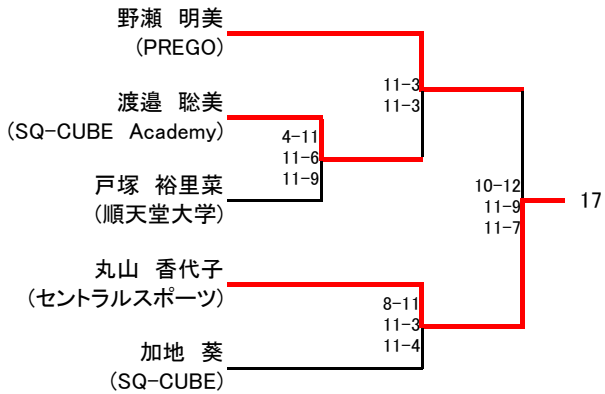 野瀬 明美
(PREGO)
11-3
11-3
渡邉 聡美
(SQ-CUBE Academy)
4-11
11-6
11-9
戸塚 裕里菜
(順天堂大学)
10-12
11-9
11-7
17
丸山 香代子
(セントラルスポーツ)
8-11
11-3
11-4
加地 葵
(SQ-CUBE)